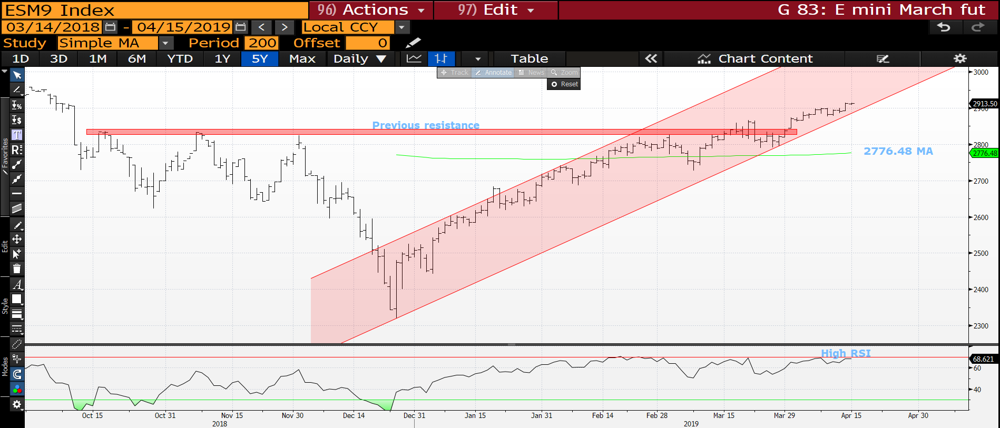 ESM9 Index 96) Actions 97) Edit G 83: E mini March fut
03/14/2018 - 04/15/2019 < > Local CCY
Study Simple MA Period 200 Offset 0
1D 3D 1M 6M YTD 1Y 5Y Max Daily Table Chart Content
Track Annotate News Zoom
Reset
3000
2913.50
2900
Previous resistance
2800
2776.48 MA
2776.48
2700
2600
2500
2400
2300
High RSI
68.621
60
40
Oct 15 Oct 31 Nov 15 Nov 30 Dec 14 Dec 31 Jan 15 Jan 31 Feb 14 Feb 28 Mar 15 Mar 29 Apr 15 Apr 30
2018 2019
Favorites
Edit
Style
Modes
%
$
T
R
A